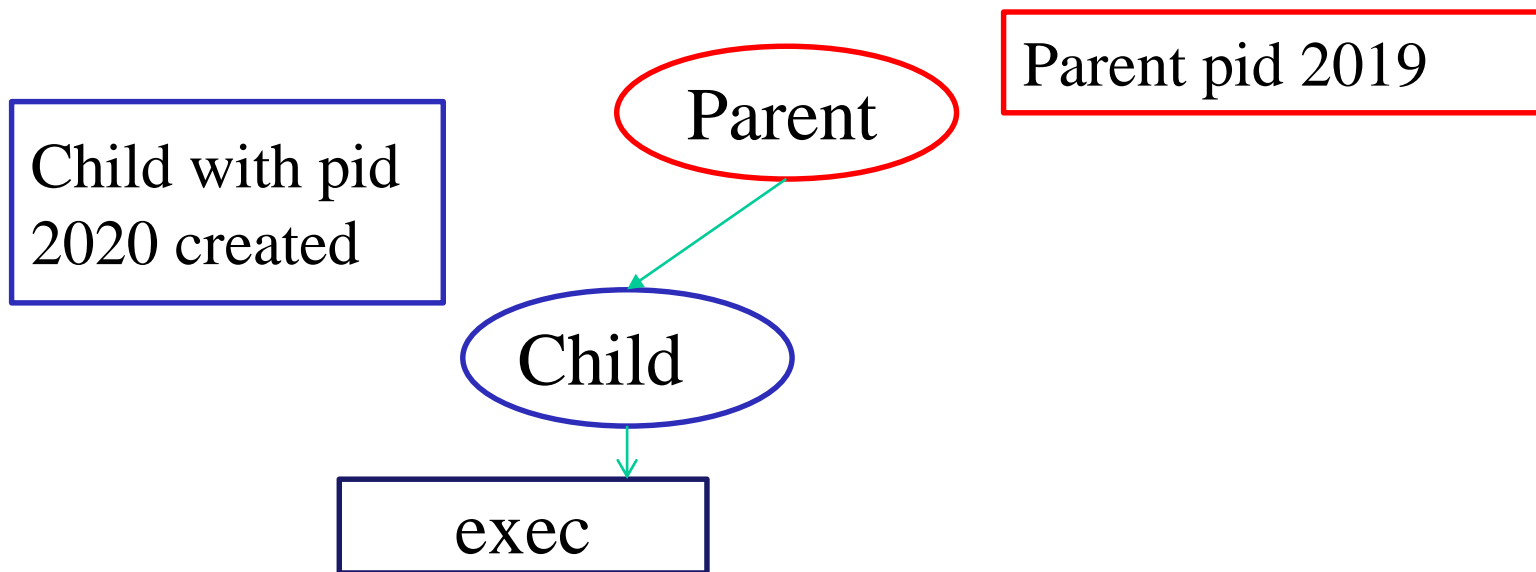 Parent pid 2019
Parent
Child with pid
2020 created
Child
exec